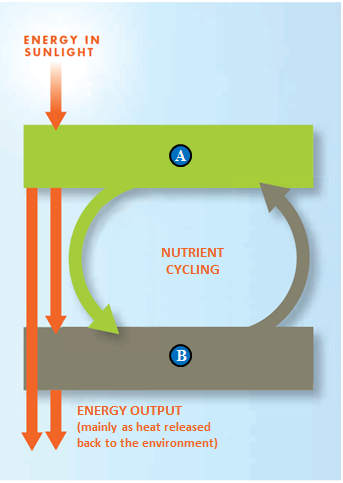 ENERGY IN
SUNLIGHT
A
NUTRIENT
CYCLING
B
ENERGY OUTPUT
(mainly as heat released
back to the environment)